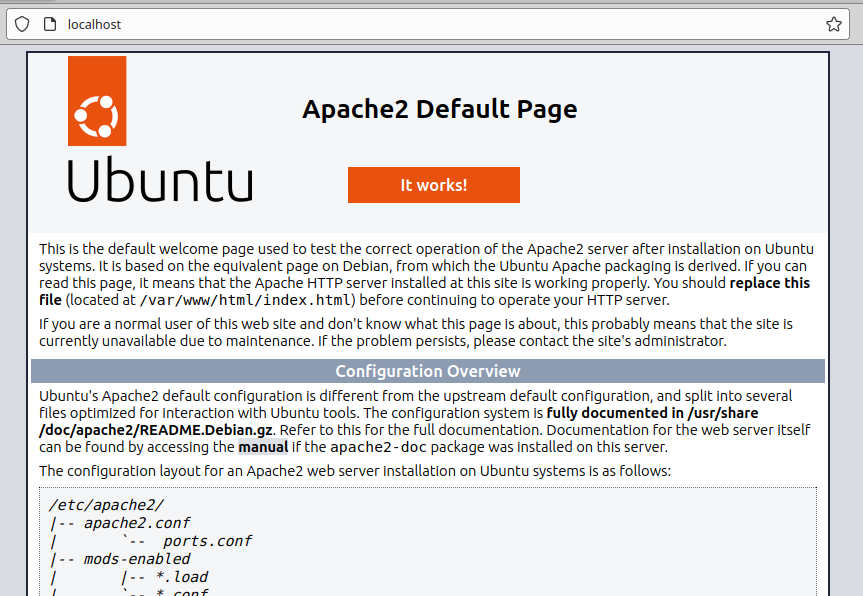 localhost
Apache2 Default Page
Ubuntu
It works!
This is the default welcome page used to test the correct operation of the Apache2 server after installation on Ubuntu
systems. It is based on the equivalent page on Debian, from which the Ubuntu Apache packaging is derived. If you can
read this page, it means that the Apache HTTP server installed at this site is working properly. You should replace this
file (located at /var/www/html/index.html) before continuing to operate your HTTP server.
If you are a normal user of this web site and don't know what this page is about, this probably means that the site is
currently unavailable due to maintenance. If the problem persists, please contact the site's administrator.
Configuration Overview
Ubuntu's Apache2 default configuration is different from the upstream default configuration, and split into several
files optimized for interaction with Ubuntu tools. The configuration system is fully documented in /usr/share
/doc/apache2/README.Debian.gz. Refer to this for the full documentation. Documentation for the web server itself
can be found by accessing the manual if the apache2-doc package was installed on this server.
The configuration layout for an Apache2 web server installation on Ubuntu systems is as follows:
/etc/apache2/
|-- apache2.conf
|       `--  ports.conf
|-- mods-enabled
|       |-- *.load
|       `-- *.conf